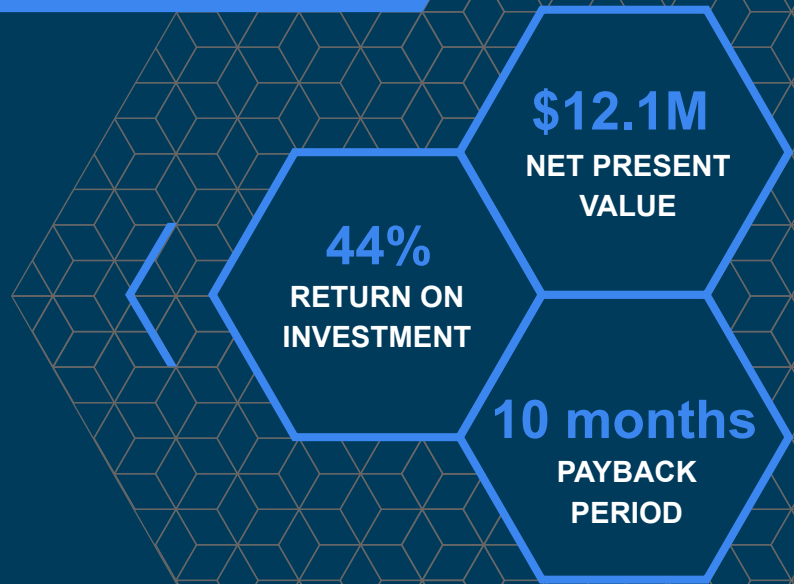 $12.1M
NET PRESENT
VALUE
44%
RETURN ON
INVESTMENT
10 months
PAYBACK
PERIOD